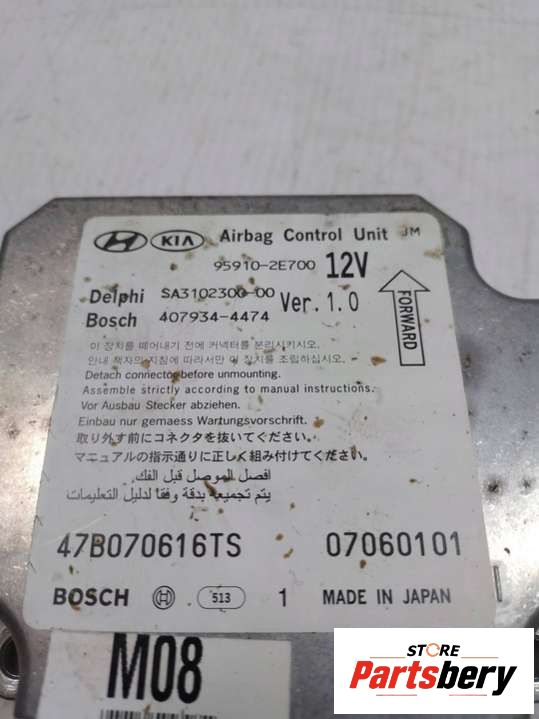 KIA Airbag Control Unit JM
95910-2E700 12V
Delphi SA3102300-00 Ver. 1.0
Bosch 407934-4474
FORWARD
이 장치를 떼어내기 전에 커넥터를 분리시키시오.
안내 책자의 지침에 따라서만 이 장치를 조립하십시오.
Detach connector before unmounting.
Assemble strictly according to manual instructions.
Vor Ausbau Stecker abziehen.
Einbau nur gemaess Wartungsvorschrift.
取り外す前にコネクタを抜いてください。
マニュアルの指示通りに正しく組み付けてください。
افصل الموصل قبل الفك.
يتم تجميعه بدقة وفقا لدليل التعليمات
47B070616TS 07060101
BOSCH 513 1 MADE IN JAPAN
M08
STORE
Partsbery